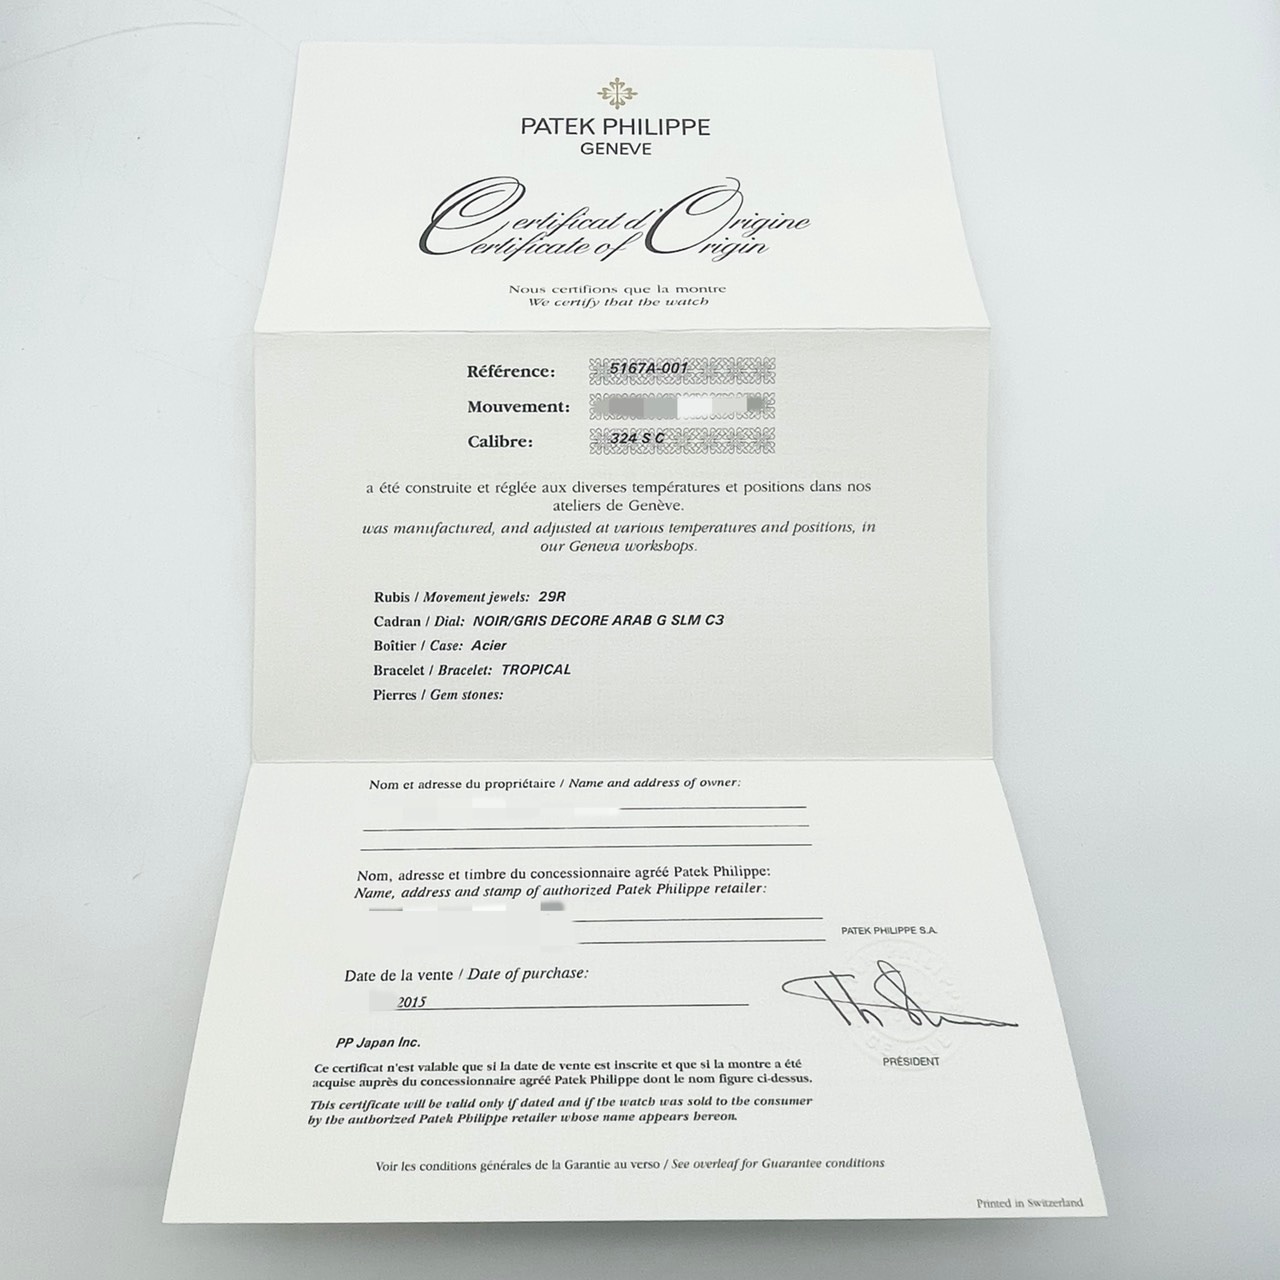 PATEK PHILIPPE
GENEVE
Certificat d'Origine
Certificate of Origin
Nous certifions que la montre
We certify that the watch
Référence: 5167A-001
Mouvement:
Calibre: 324 S C
a été construite et réglée aux diverses températures et positions dans nos
ateliers de Genève.
was manufactured, and adjusted at various temperatures and positions, in
our Geneva workshops.
Rubis / Movement jewels: 29R
Cadran / Dial: NOIR/GRIS DECORE ARAB G SLM C3
Boîtier / Case: Acier
Bracelet / Bracelet: TROPICAL
Pierres / Gem stones:
Nom et adresse du propriétaire / Name and address of owner:
Nom, adresse et timbre du concessionnaire agréé Patek Philippe:
Name, address and stamp of authorized Patek Philippe retailer:
PATEK PHILIPPE S.A.
Date de la vente / Date of purchase:
2015
PRÉSIDENT
PP Japan Inc.
Ce certificat n'est valable que si la date de vente est inscrite et que si la montre a été
acquise auprès du concessionnaire agréé Patek Philippe dont le nom figure ci-dessus.
This certificate will be valid only if dated and if the watch was sold to the consumer
by the authorized Patek Philippe retailer whose name appears hereon.
Voir les conditions générales de la Garantie au verso / See overleaf for Guarantee conditions
Printed in Switzerland